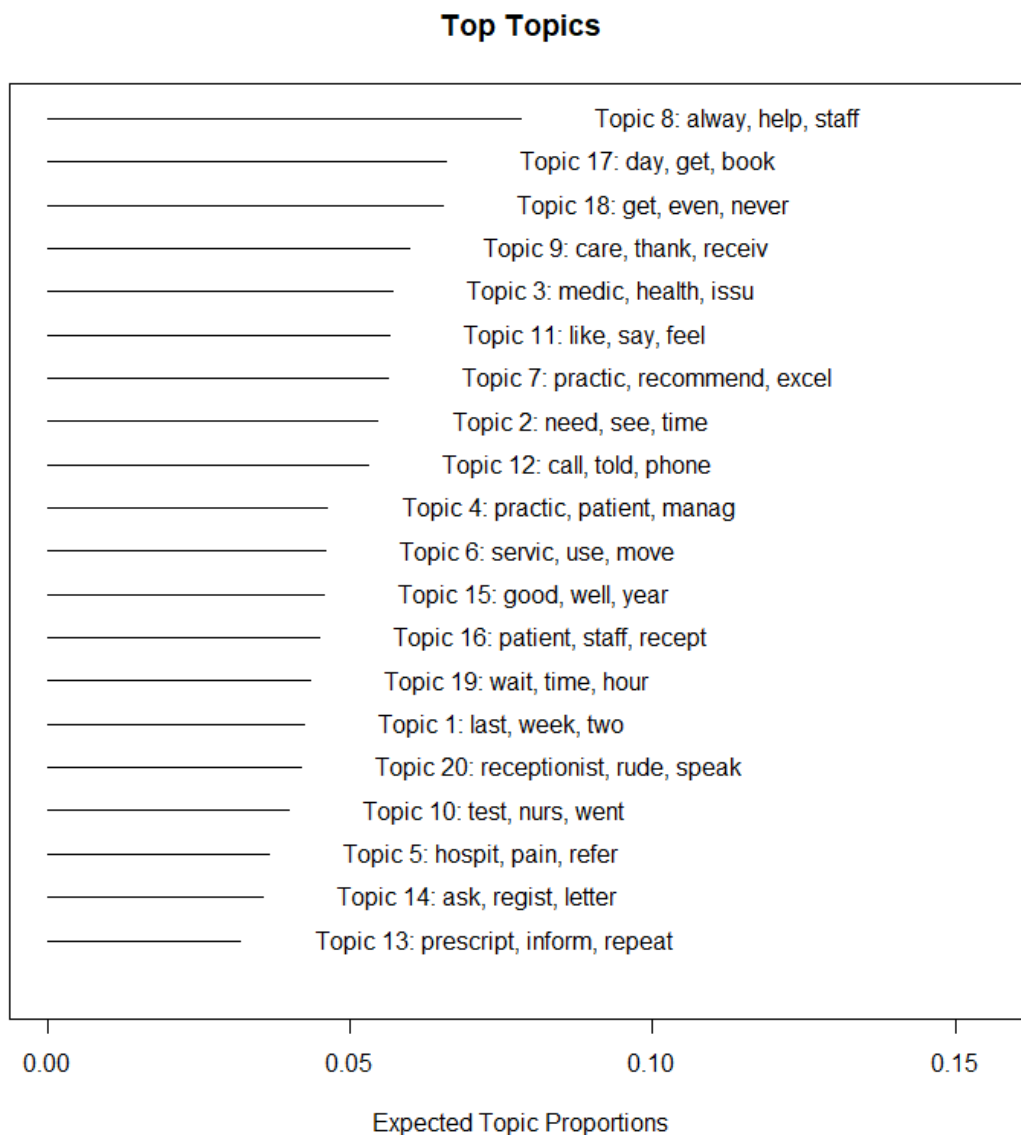 Top Topics
Topic 8: alway, help, staff
Topic 17: day, get, book
Topic 18: get, even, never
Topic 9: care, thank, receiv
Topic 3: medic, health, issu
Topic 11: like, say, feel
Topic 7: practic, recommend, excel
Topic 2: need, see, time
Topic 12: call, told, phone
Topic 4: practic, patient, manag
Topic 6: servic, use, move
Topic 15: good, well, year
Topic 16: patient, staff, recept
Topic 19: wait, time, hour
Topic 1: last, week, two
Topic 20: receptionist, rude, speak
Topic 10: test, nurs, went
Topic 5: hospit, pain, refer
Topic 14: ask, regist, letter
Topic 13: prescript, inform, repeat
0.00 0.05 0.10 0.15
Expected Topic Proportions